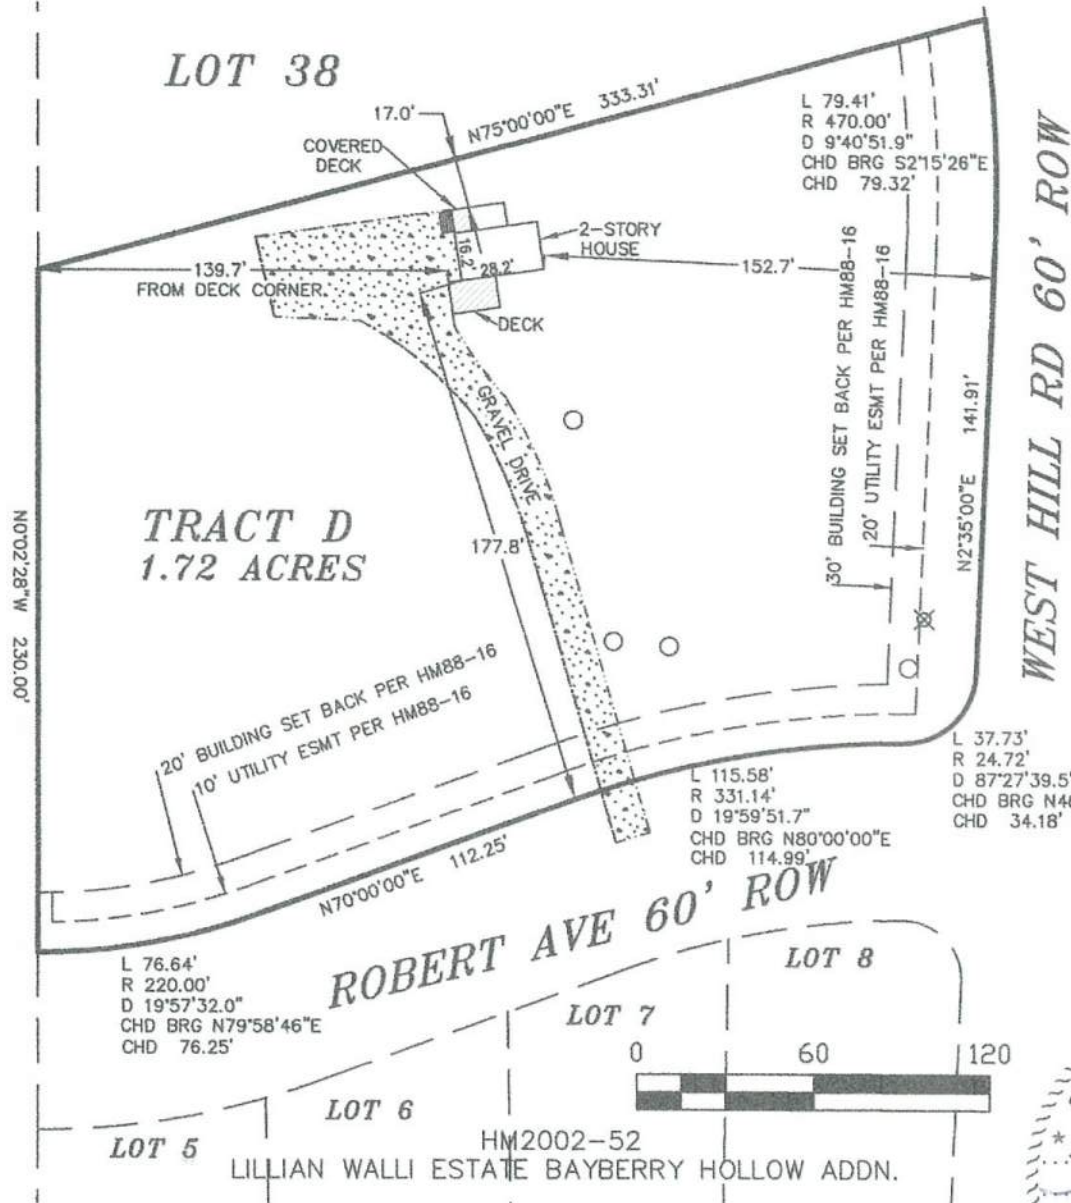 LOT 38
17.0'
N75°00'00"E 333.31'
COVERED
DECK
L 79.41'
R 470.00'
D 9°40'51.9"
CHD BRG S2°15'26"E
CHD 79.32'
WEST HILL RD 60' ROW
2-STORY
HOUSE
16.2'
28.2'
139.7'
FROM DECK CORNER
152.7'
DECK
GRAVEL DRIVE
30' BUILDING SET BACK PER HM88-16
20' UTILITY ESMT PER HM88-16
N2°35'00"E 141.91'
N0°02'28"W 230.00'
TRACT D
1.72 ACRES
177.8'
20' BUILDING SET BACK PER HM88-16
10' UTILITY ESMT PER HM88-16
L 37.73'
R 24.72'
D 87°27'39.5"
CHD BRG
CHD 34.18'
L 115.58'
R 331.14'
D 19°59'51.7"
CHD BRG N80°00'00"E
CHD 114.99'
N70°00'00"E 112.25'
ROBERT AVE 60' ROW
L 76.64'
R 220.00'
D 19°57'32.0"
CHD BRG N79°58'46"E
CHD 76.25'
LOT 8
LOT 7
LOT 6
LOT 5
0 60 120
HM2002-52
LILLIAN WALLI ESTATE BAYBERRY HOLLOW ADDN.